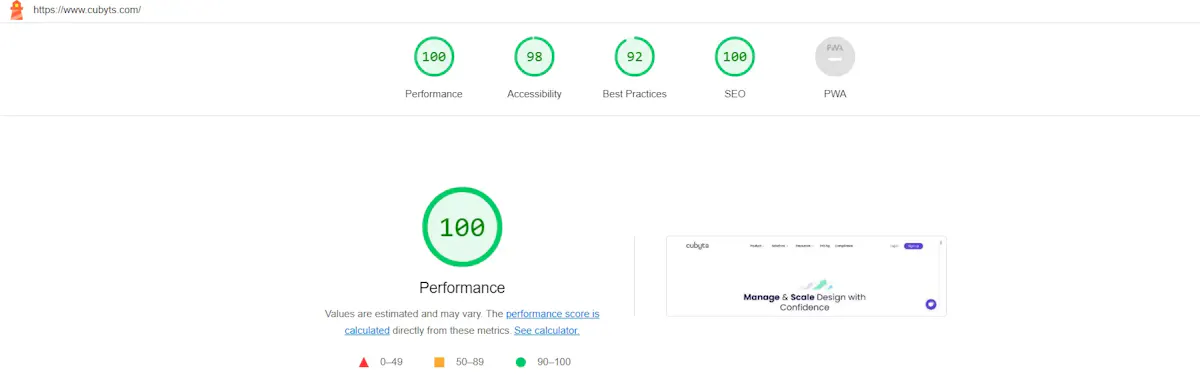 https://www.cubyts.com/
100
98
92
100
PWA
Performance
Accessibility
Best Practices
SEO
PWA
100
Performance
Values are estimated and may vary. The performance score is
calculated directly from these metrics. See calculator.
0–49
50–89
90–100
cubyts
Product
Solutions
Resources
Pricing
Login
Sign up
Manage & Scale Design with
Confidence